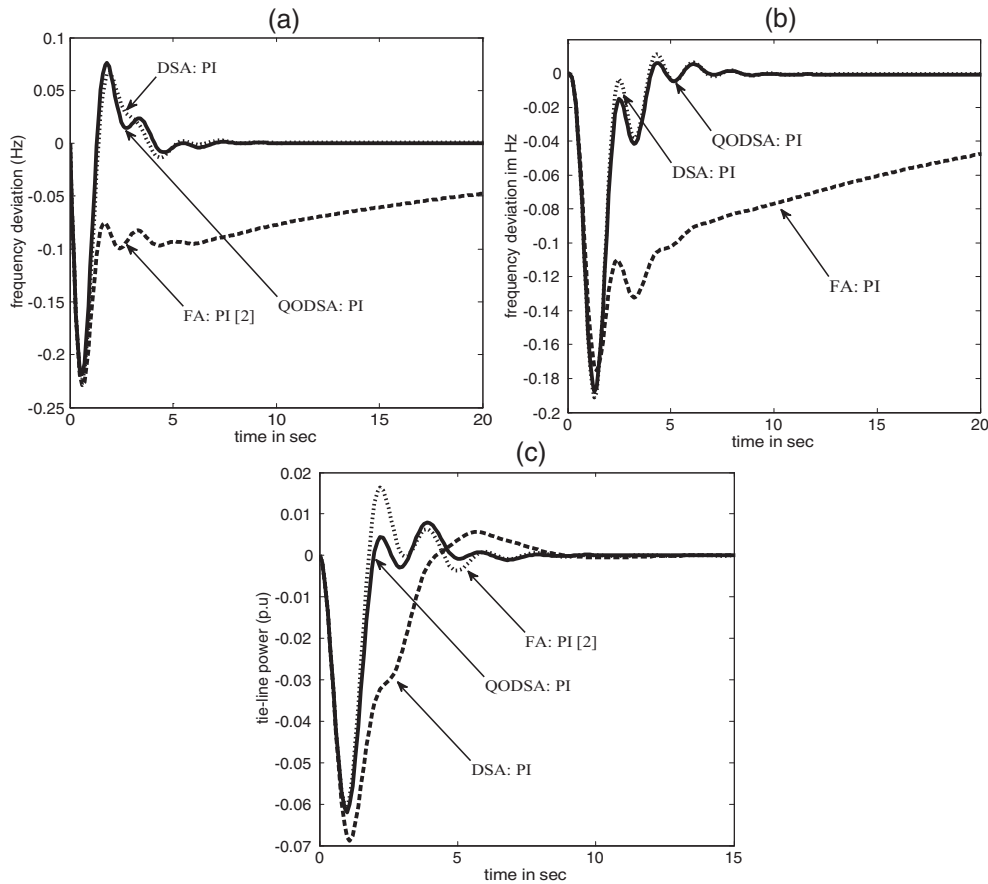 (a)
0.1
0.05
0
-0.05
-0.1
-0.15
-0.2
-0.25
frequency deviation (Hz)
DSA: PI
FA: PI [2]
QODSA: PI
0 5 10 15 20
time in sec
(b)
0
-0.02
-0.04
-0.06
-0.08
-0.1
-0.12
-0.14
-0.16
-0.18
-0.2
frequency deviation im Hz
QODSA: PI
DSA: PI
FA: PI
0 5 10 15 20
time in sec
(c)
0.02
0.01
0
-0.01
-0.02
-0.03
-0.04
-0.05
-0.06
-0.07
tie-line power (p.u)
FA: PI [2]
QODSA: PI
DSA: PI
0 5 10 15
time in sec